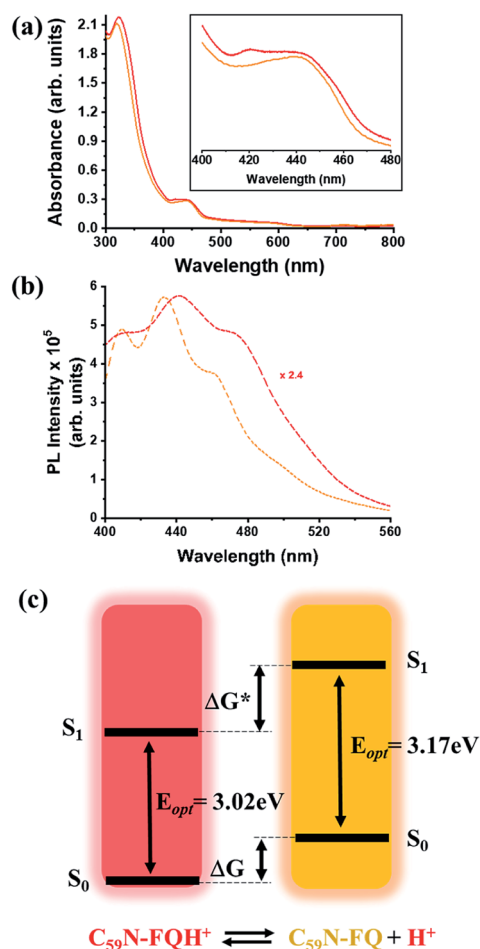 (a)
Absorbance (arb. units)
2.1
1.8
1.5
1.2
0.9
0.6
0.3
0.0
300 400 500 600 700 800
Wavelength (nm)
400 420 440 460 480
Wavelength (nm)
(b)
PL Intensity x 10⁵
(arb. units)
6
5
4
3
2
1
0
x 2.4
400 440 480 520 560
Wavelength (nm)
(c)
S₁
ΔG*
S₁
Eopt= 3.02eV
Eopt= 3.17eV
S₀
ΔG
S₀
C₅₉N-FQH⁺ ⇌ C₅₉N-FQ + H⁺